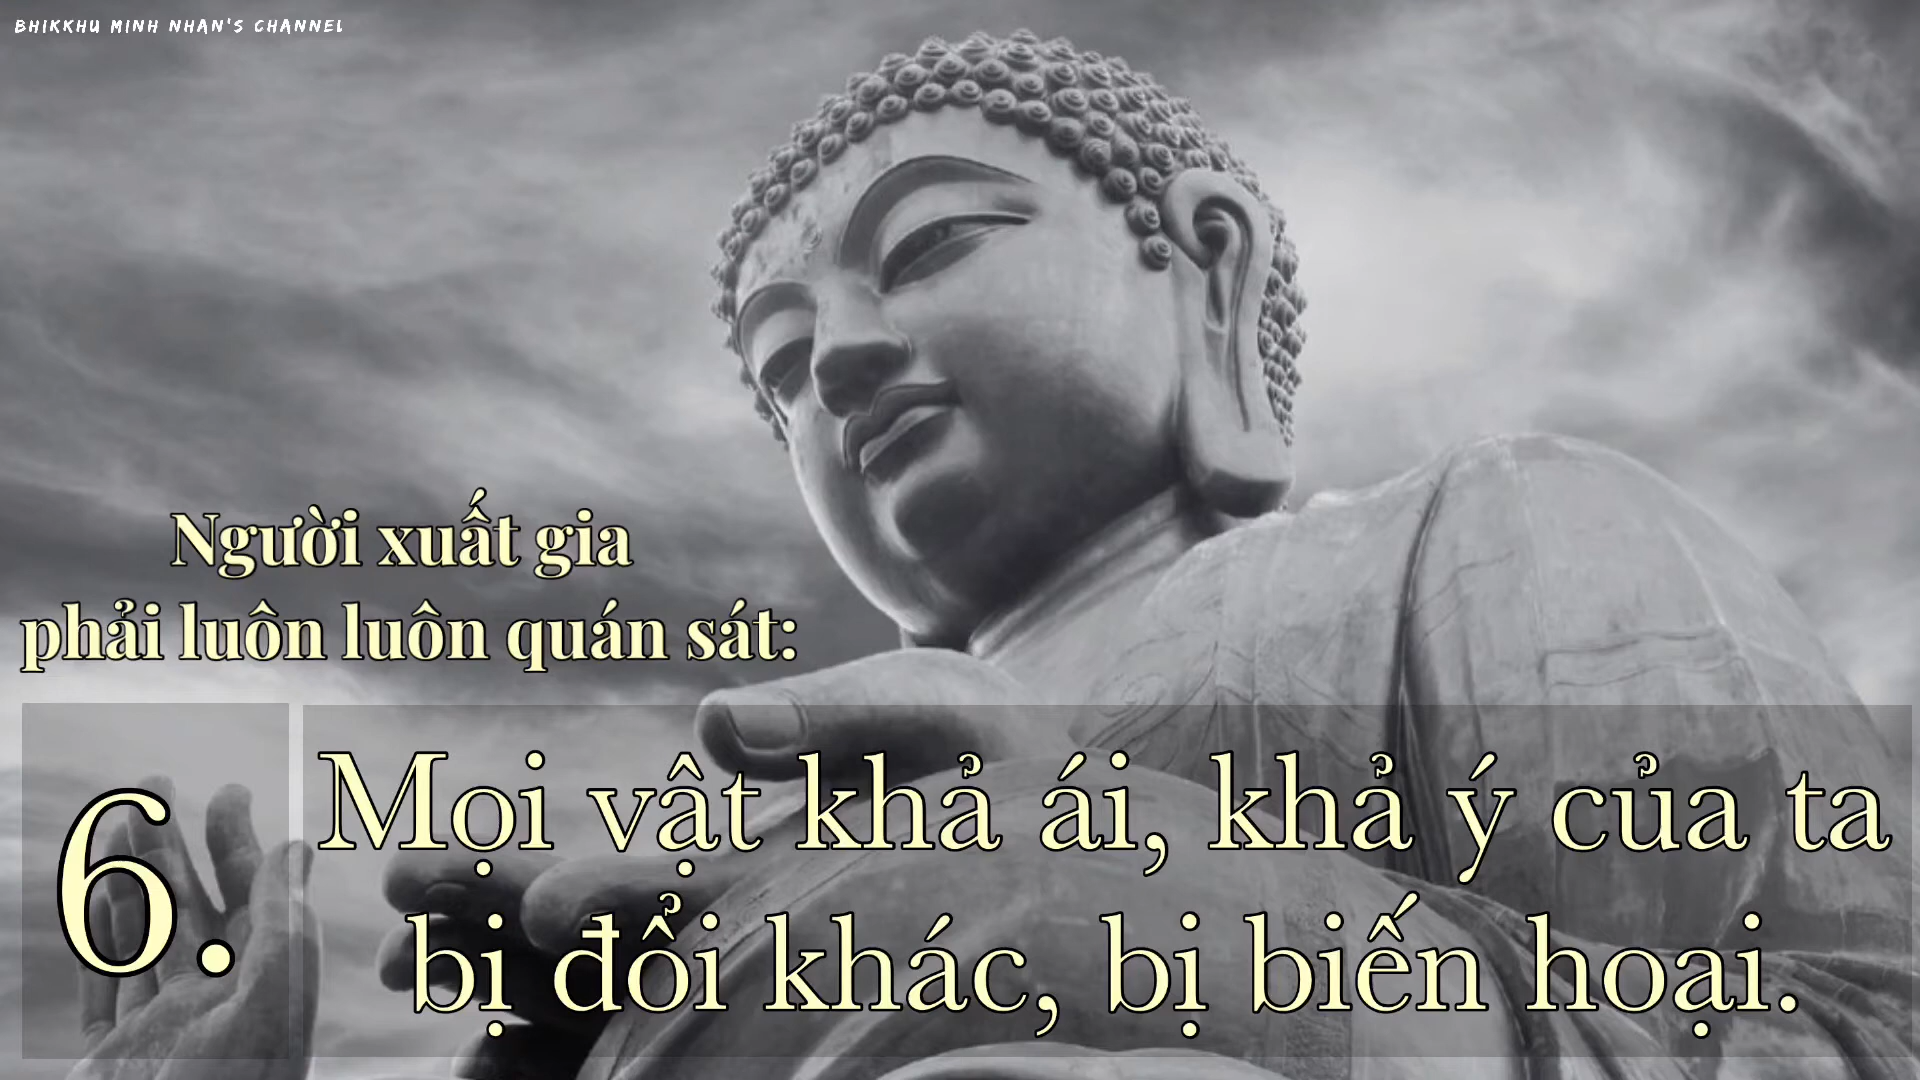 BHIKKHU MINH NHAN'S CHANNEL
Người xuất gia
phải luôn luôn quán sát:
6.
Mọi vật khả ái, khả ý của ta
bị đổi khác, bị biến hoại.